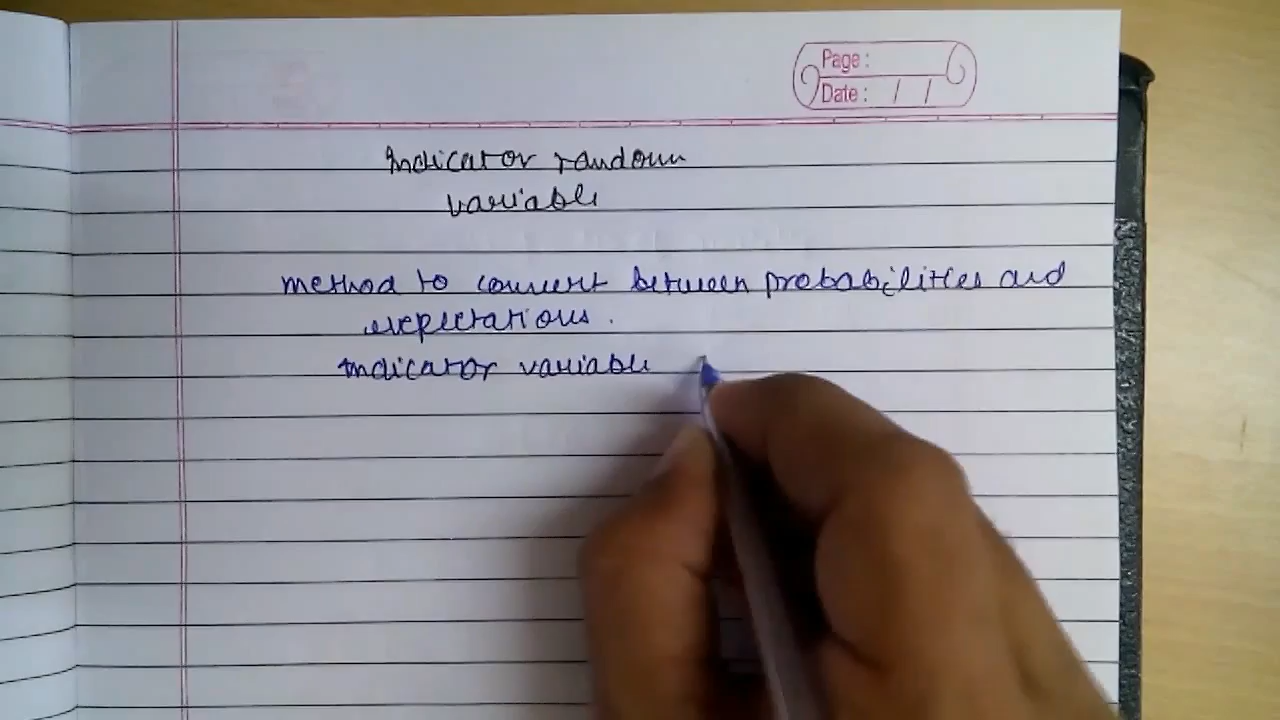 Page :
Date : / /
Indicator random
variable
method to convert between probabilities and
expectations .
Indicator variable